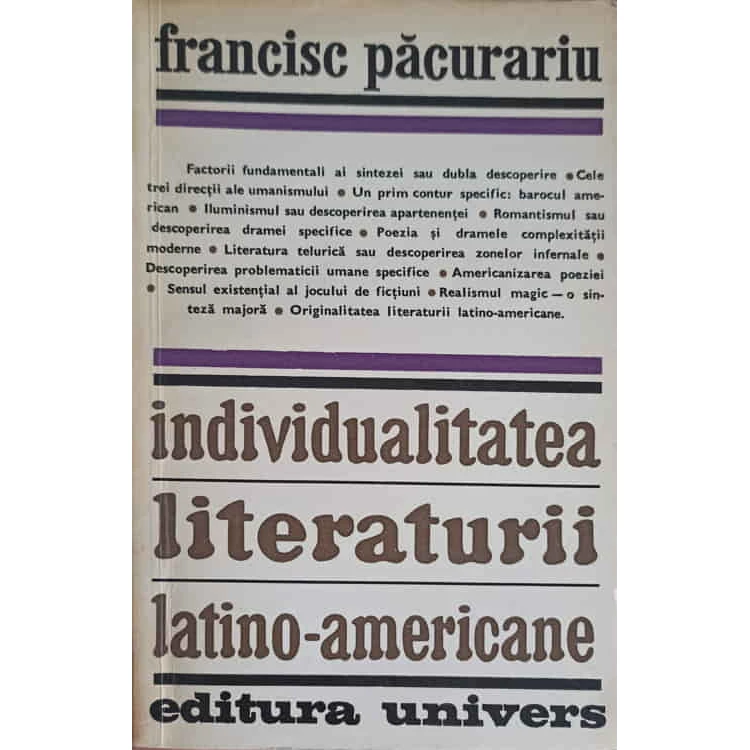 francisc păcurariu
Factorii fundamentali ai sintezei sau dubla descoperire ● Cele
trei direcții ale umanismului ● Un prim contur specific: barocul ame-
rican ● Iluminismul sau descoperirea apartenenței ● Romantismul sau
descoperirea dramei specifice ● Poezia și dramele complexității
moderne ● Literatura telurică sau descoperirea zonelor infernale ●
Descoperirea problematicii umane specifice ● Americanizarea poeziei
● Sensul existențial al jocului de ficțiuni ● Realismul magic — o sin-
teză majoră ● Originalitatea literaturii latino-americane.
individualitatea
literaturii
latino-americane
editura univers